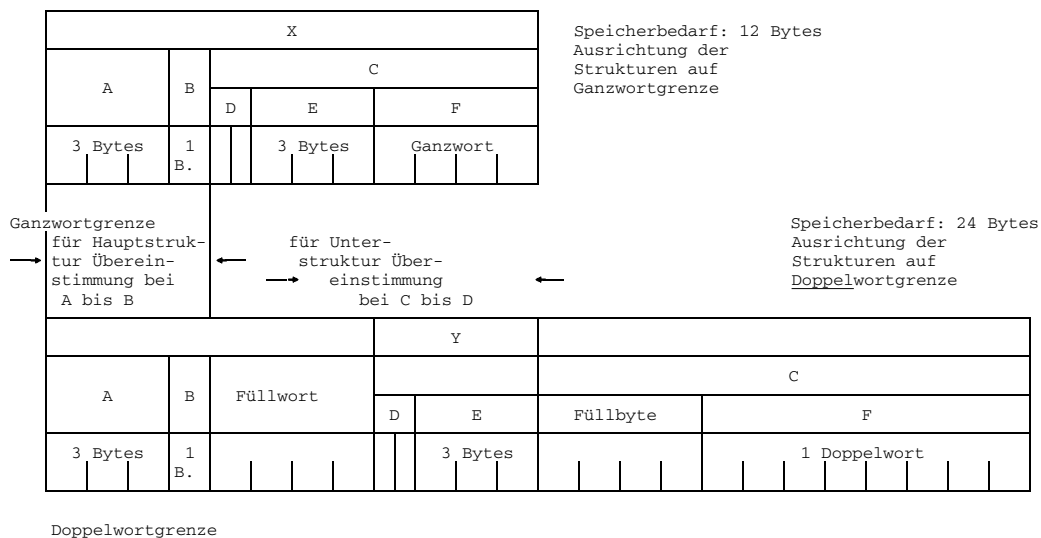 X
Speicherbedarf: 12 Bytes
Ausrichtung der
Strukturen auf
Ganzwortgrenze
A
B
C
D
E
F
3 Bytes
1
B.
3 Bytes
Ganzwort
Ganzwortgrenze
für Hauptstruk-
tur Überein-
stimmung bei
A bis B
für Unter-
struktur Über-
einstimmung
bei C bis D
Speicherbedarf: 24 Bytes
Ausrichtung der
Strukturen auf
Doppelwortgrenze
Y
A
B
Füllwort
C
D
E
Füllbyte
F
3 Bytes
1
B.
3 Bytes
1 Doppelwort
Doppelwortgrenze